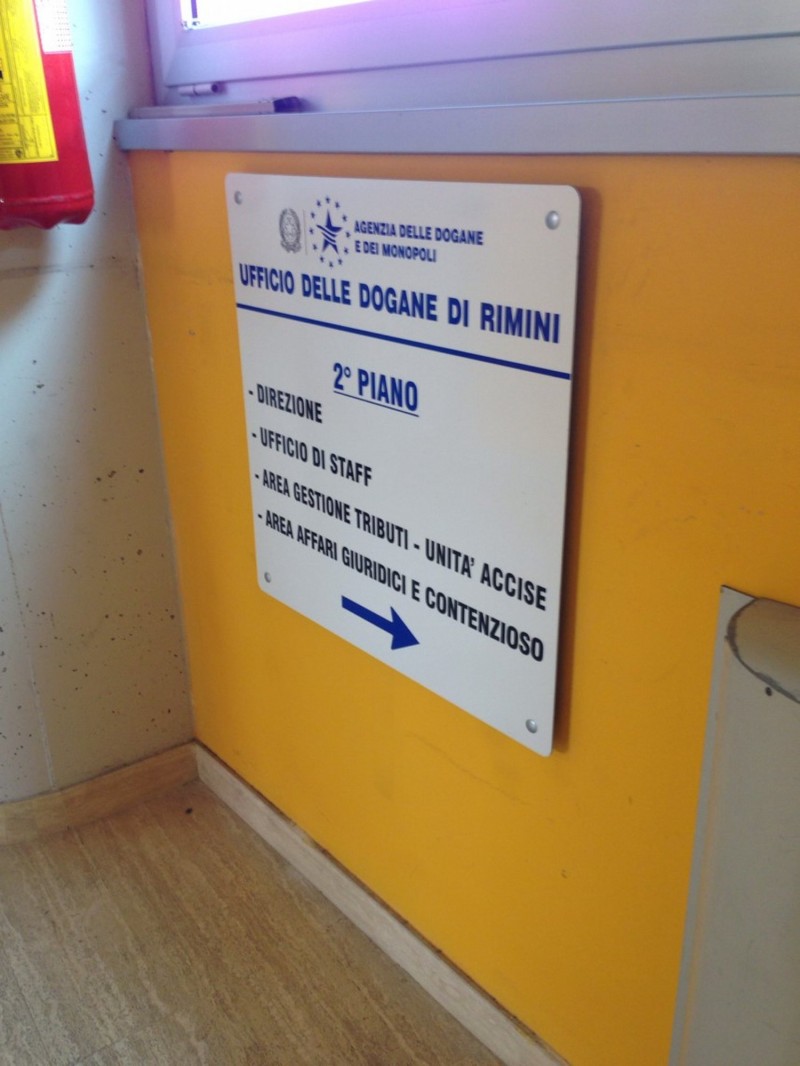 AGENZIA DELLE DOGANE
E DEI MONOPOLI
UFFICIO DELLE DOGANE DI RIMINI
2° PIANO
- DIREZIONE
- UFFICIO DI STAFF
- AREA GESTIONE TRIBUTI - UNITA' ACCISE
- AREA AFFARI GIURIDICI E CONTENZIOSO